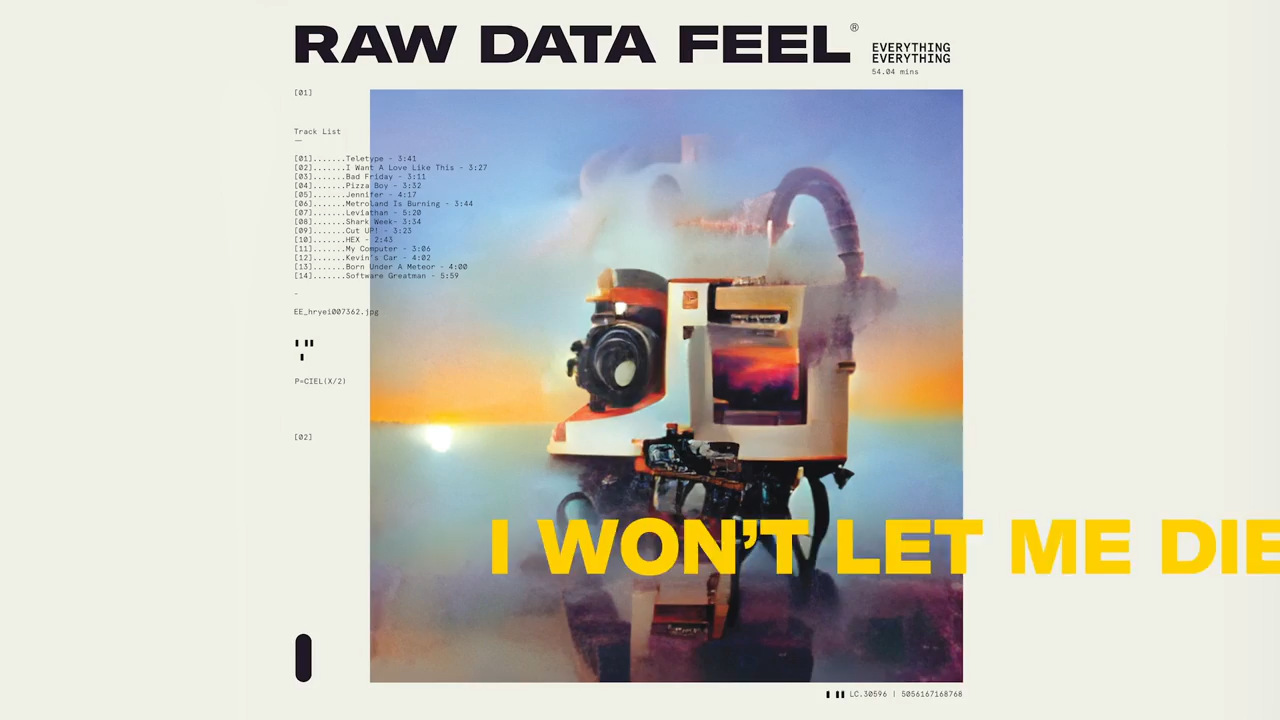 RAW DATA FEEL®
EVERYTHING
EVERYTHING
54.04 mins
[01]
Track List
—
[01].......Teletype - 3:41
[02].......I Want A Love Like This - 3:27
[03].......Bad Friday - 3:11
[04].......Pizza Boy - 3:32
[05].......Jennifer - 4:17
[06].......Metroland Is Burning - 3:44
[07].......Leviathan - 5:20
[08].......Shark Week- 3:34
[09].......Cut UP! - 3:23
[10].......HEX - 2:43
[11].......My Computer - 3:06
[12].......Kevin's Car - 4:02
[13].......Born Under A Meteor - 4:00
[14].......Software Greatman - 5:59
-
EE_hryei007362.jpg
P=CIEL(X/2)
[02]
I WON'T LET ME DIE
LC.30596 | 5056167168768